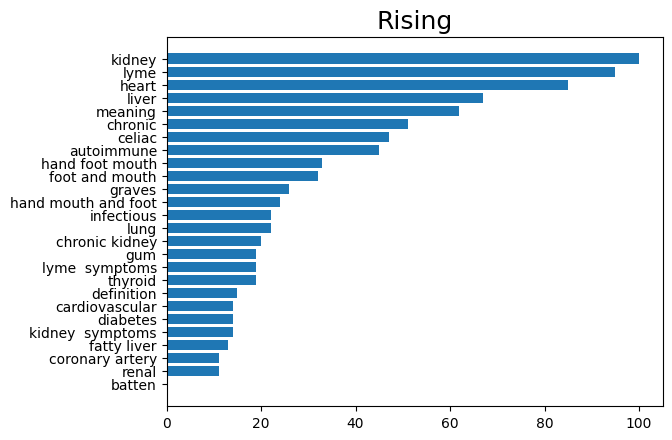 Rising
kidney
lyme
heart
liver
meaning
chronic
celiac
autoimmune
hand foot mouth
foot and mouth
graves
hand mouth and foot
infectious
lung
chronic kidney
gum
lyme  symptoms
thyroid
definition
cardiovascular
diabetes
kidney  symptoms
fatty liver
coronary artery
renal
batten
0 20 40 60 80 100